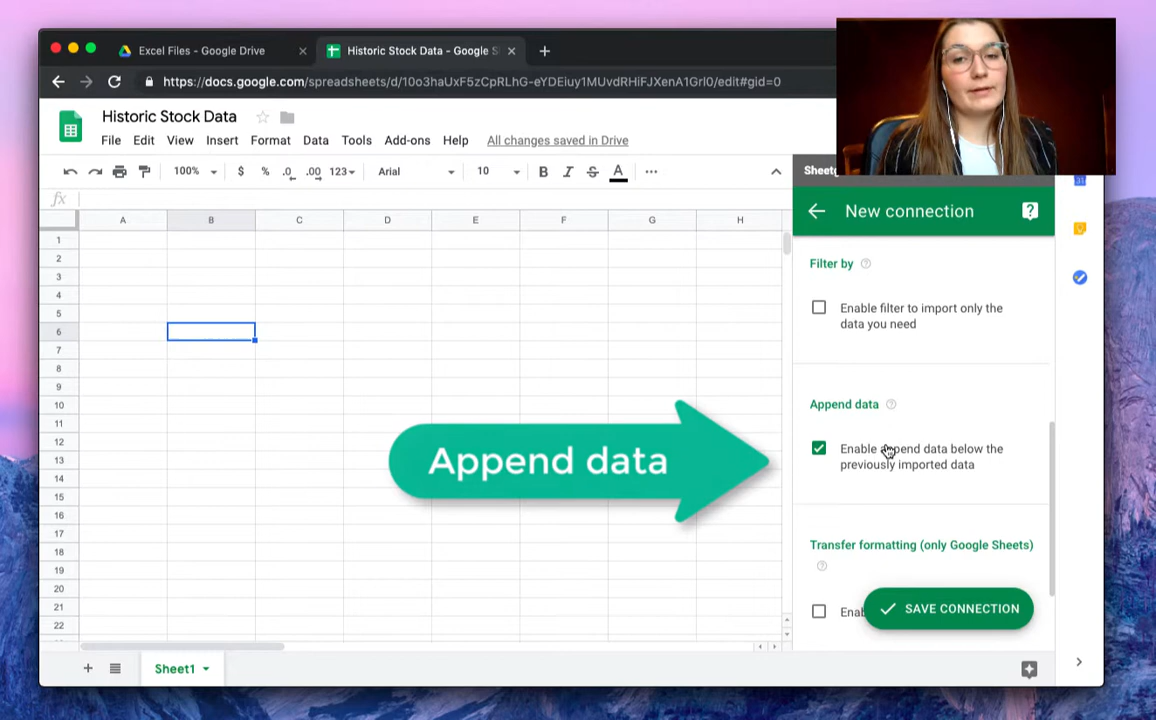 Excel Files - Google Drive
Historic Stock Data - Google S
https://docs.google.com/spreadsheets/d/10o3haUxF5zCpRLhG-eYDEiuy1MUvdRHiFJXenA1GrI0/edit#gid=0
Historic Stock Data
File Edit View Insert Format Data Tools Add-ons Help All changes saved in Drive
100% $ % .0 .00 123 Arial 10 B I S A
fx
Sheetg
New connection
A B C D E F G H
1
2
3
4
5
6
7
8
9
10
11
12
13
14
15
16
17
18
19
20
21
22
Filter by
Enable filter to import only the
data you need
Append data
Append data
Enable append data below the
previously imported data
Transfer formatting (only Google Sheets)
Enab
SAVE CONNECTION
Sheet1
31